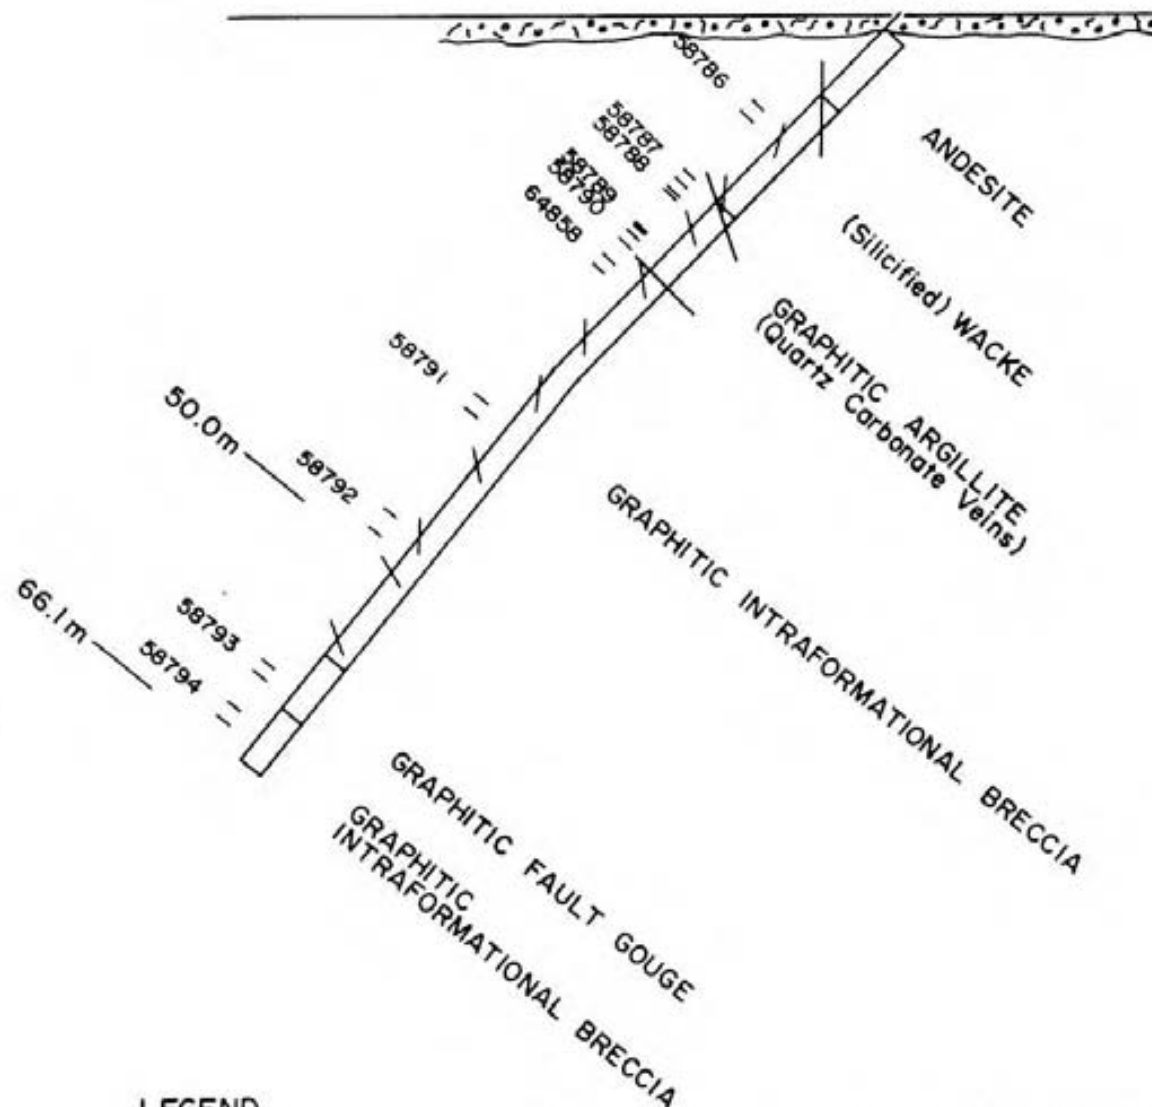 58786
58787
58788
58789
58790
64858
58791
50.0m
58792
66.1m
58793
58794
ANDESITE
(Silicified) WACKE
GRAPHITIC ARGILLITE
(Quartz Carbonate Veins)
GRAPHITIC INTRAFORMATIONAL BRECCIA
GRAPHITIC FAULT GOUGE
GRAPHITIC
INTRAFORMATIONAL BRECCIA
LEGEND